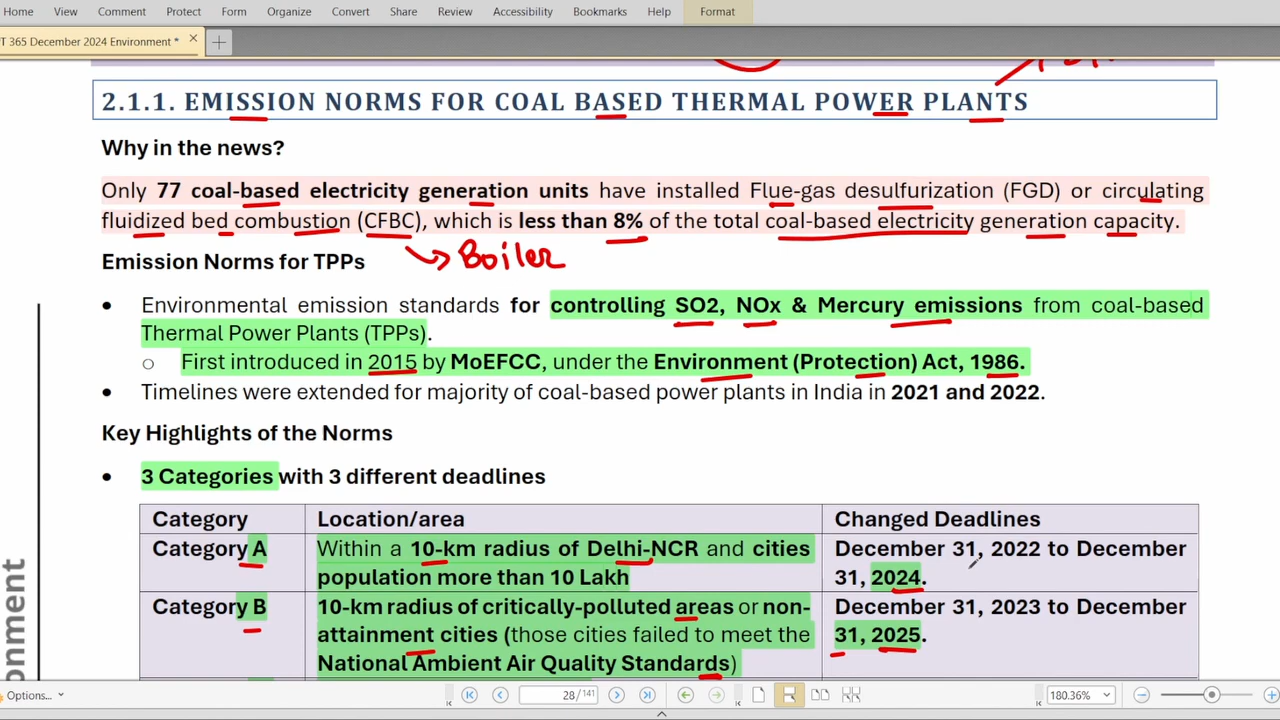 Home View Comment Protect Form Organize Convert Share Review Accessibility Bookmarks Help Format
T 365 December 2024 Environment *
2.1.1. EMISSION NORMS FOR COAL BASED THERMAL POWER PLANTS
Why in the news?
Only 77 coal-based electricity generation units have installed Flue-gas desulfurization (FGD) or circulating
fluidized bed combustion (CFBC), which is less than 8% of the total coal-based electricity generation capacity.
Boiler
Emission Norms for TPPs
• Environmental emission standards for controlling SO2, NOx & Mercury emissions from coal-based
Thermal Power Plants (TPPs).
o First introduced in 2015 by MoEFCC, under the Environment (Protection) Act, 1986.
• Timelines were extended for majority of coal-based power plants in India in 2021 and 2022.
Key Highlights of the Norms
• 3 Categories with 3 different deadlines
Category Location/area Changed Deadlines
Category A Within a 10-km radius of Delhi-NCR and cities December 31, 2022 to December
population more than 10 Lakh 31, 2024.
Category B 10-km radius of critically-polluted areas or non- December 31, 2023 to December
attainment cities (those cities failed to meet the 31, 2025.
National Ambient Air Quality Standards)
onment
Options... 28 /141 180.36%